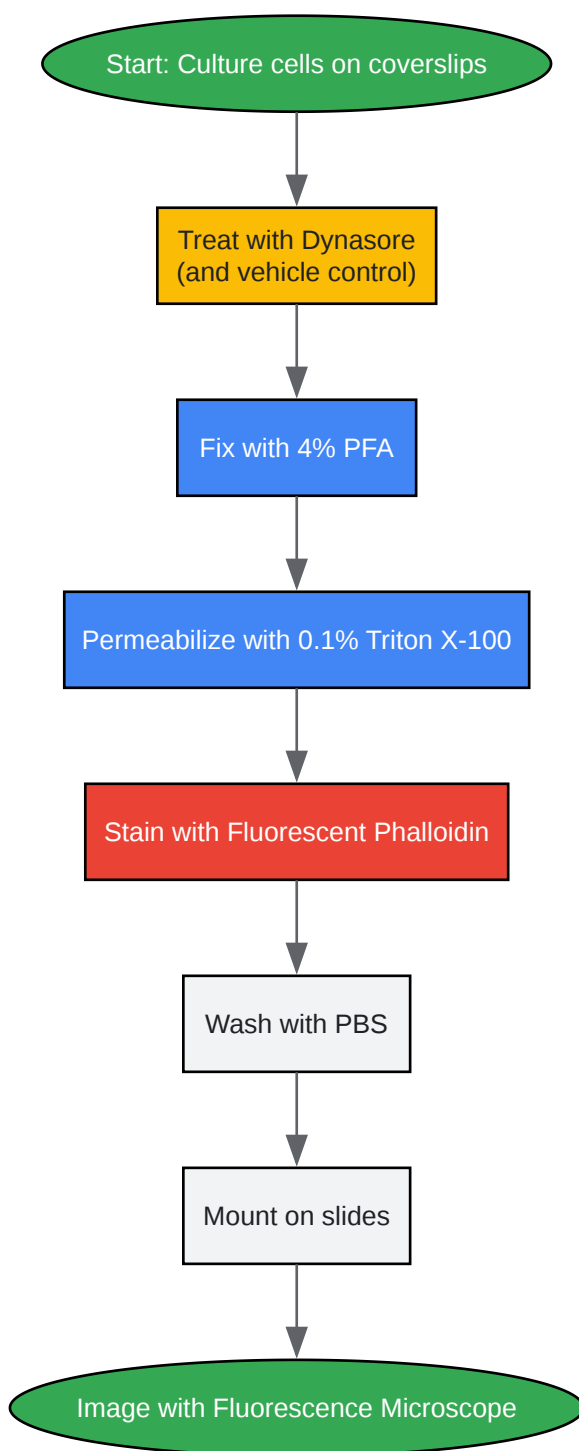 Start: Culture cells on coverslips
Treat with Dynasore
(and vehicle control)
Fix with 4% PFA
Permeabilize with 0.1% Triton X-100
Stain with Fluorescent Phalloidin
Wash with PBS
Mount on slides
Image with Fluorescence Microscope